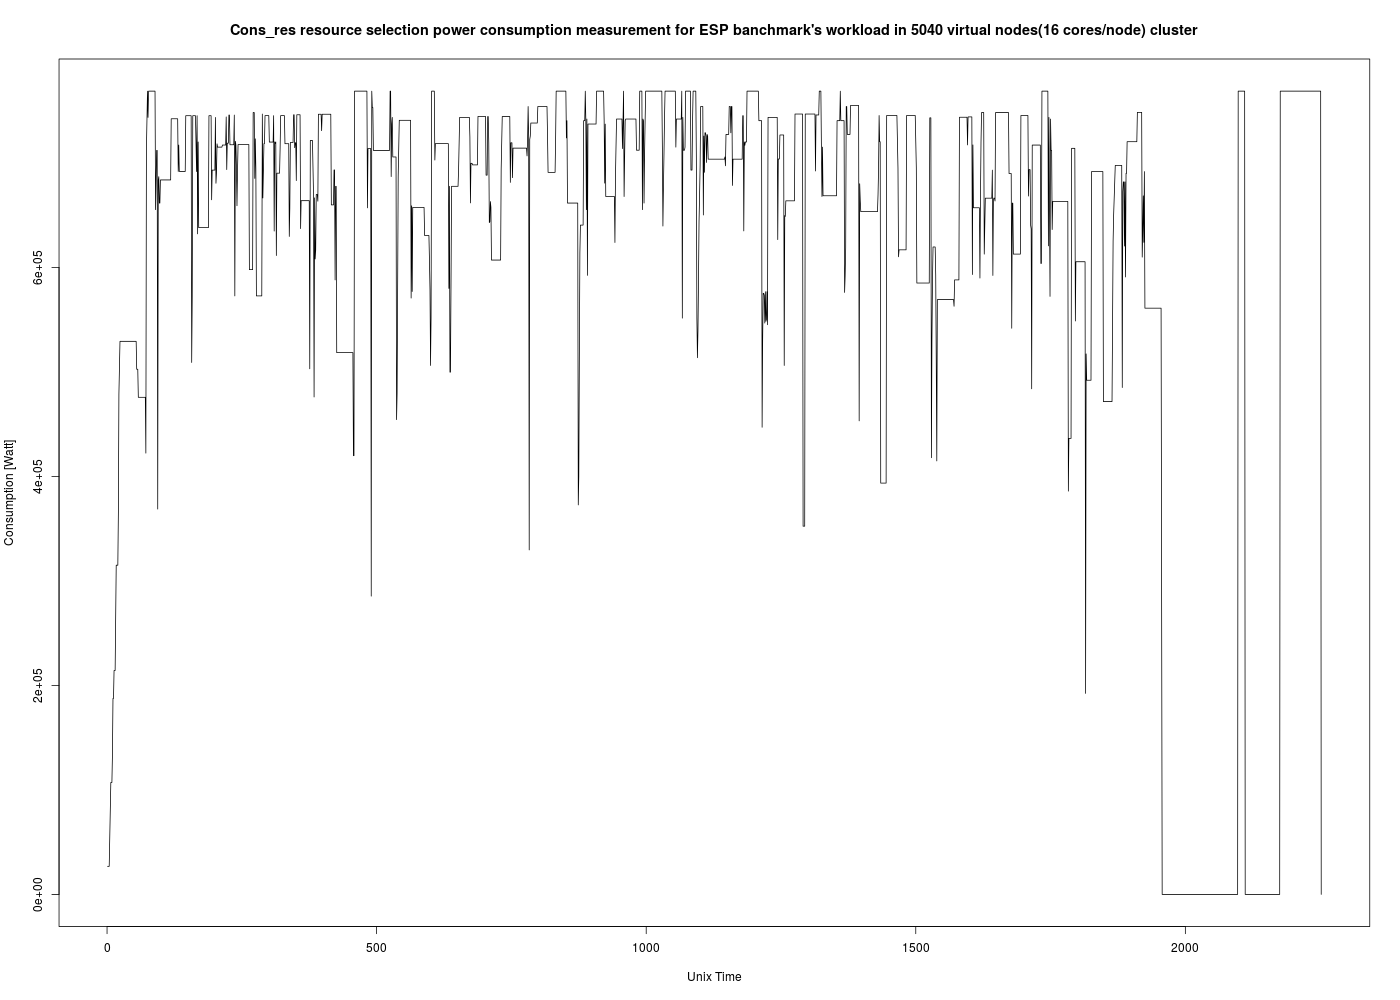 Cons_res resource selection power consumption measurement for ESP banchmark's workload in 5040 virtual nodes(16 cores/node) cluster
Consumption [Watt]
6e+05
4e+05
2e+05
0e+00
0
500
1000
1500
2000
Unix Time